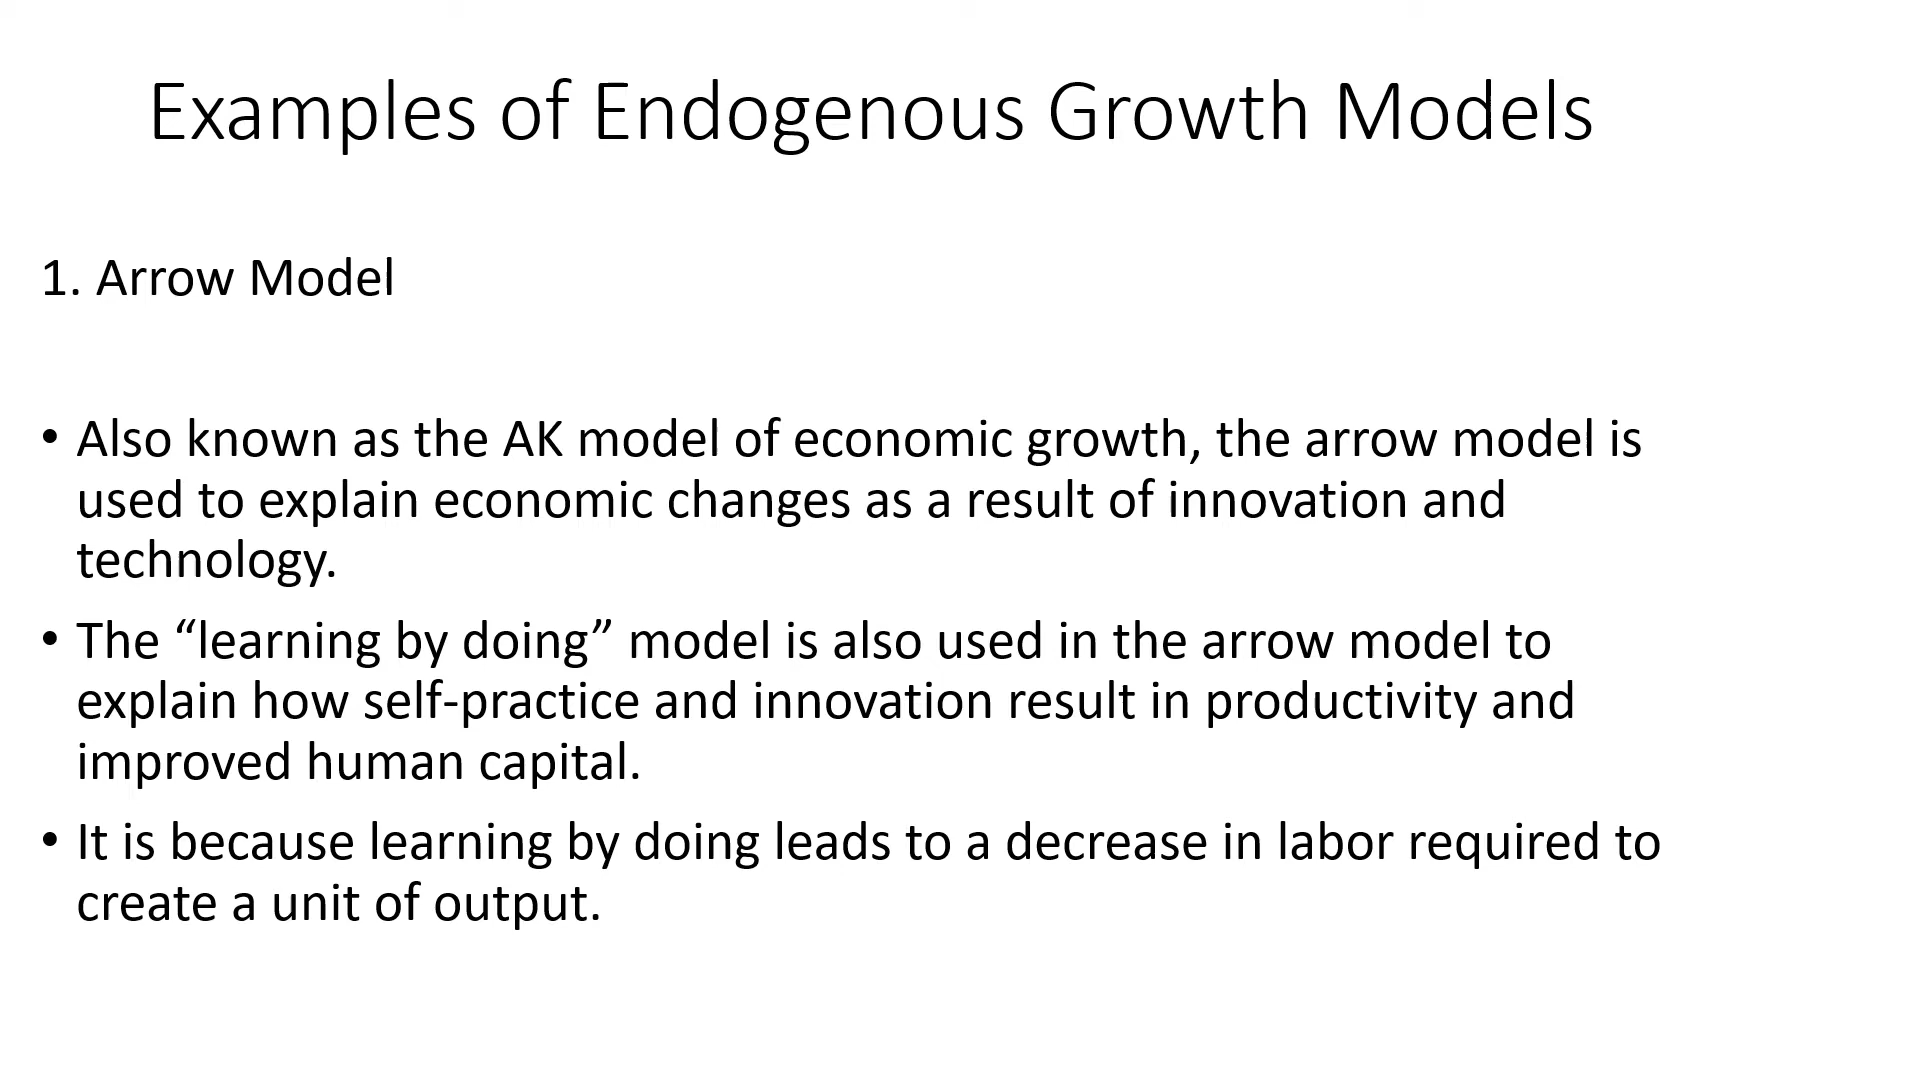 Examples of Endogenous Growth Models
1. Arrow Model
• Also known as the AK model of economic growth, the arrow model is
used to explain economic changes as a result of innovation and
technology.
• The “learning by doing” model is also used in the arrow model to
explain how self-practice and innovation result in productivity and
improved human capital.
• It is because learning by doing leads to a decrease in labor required to
create a unit of output.